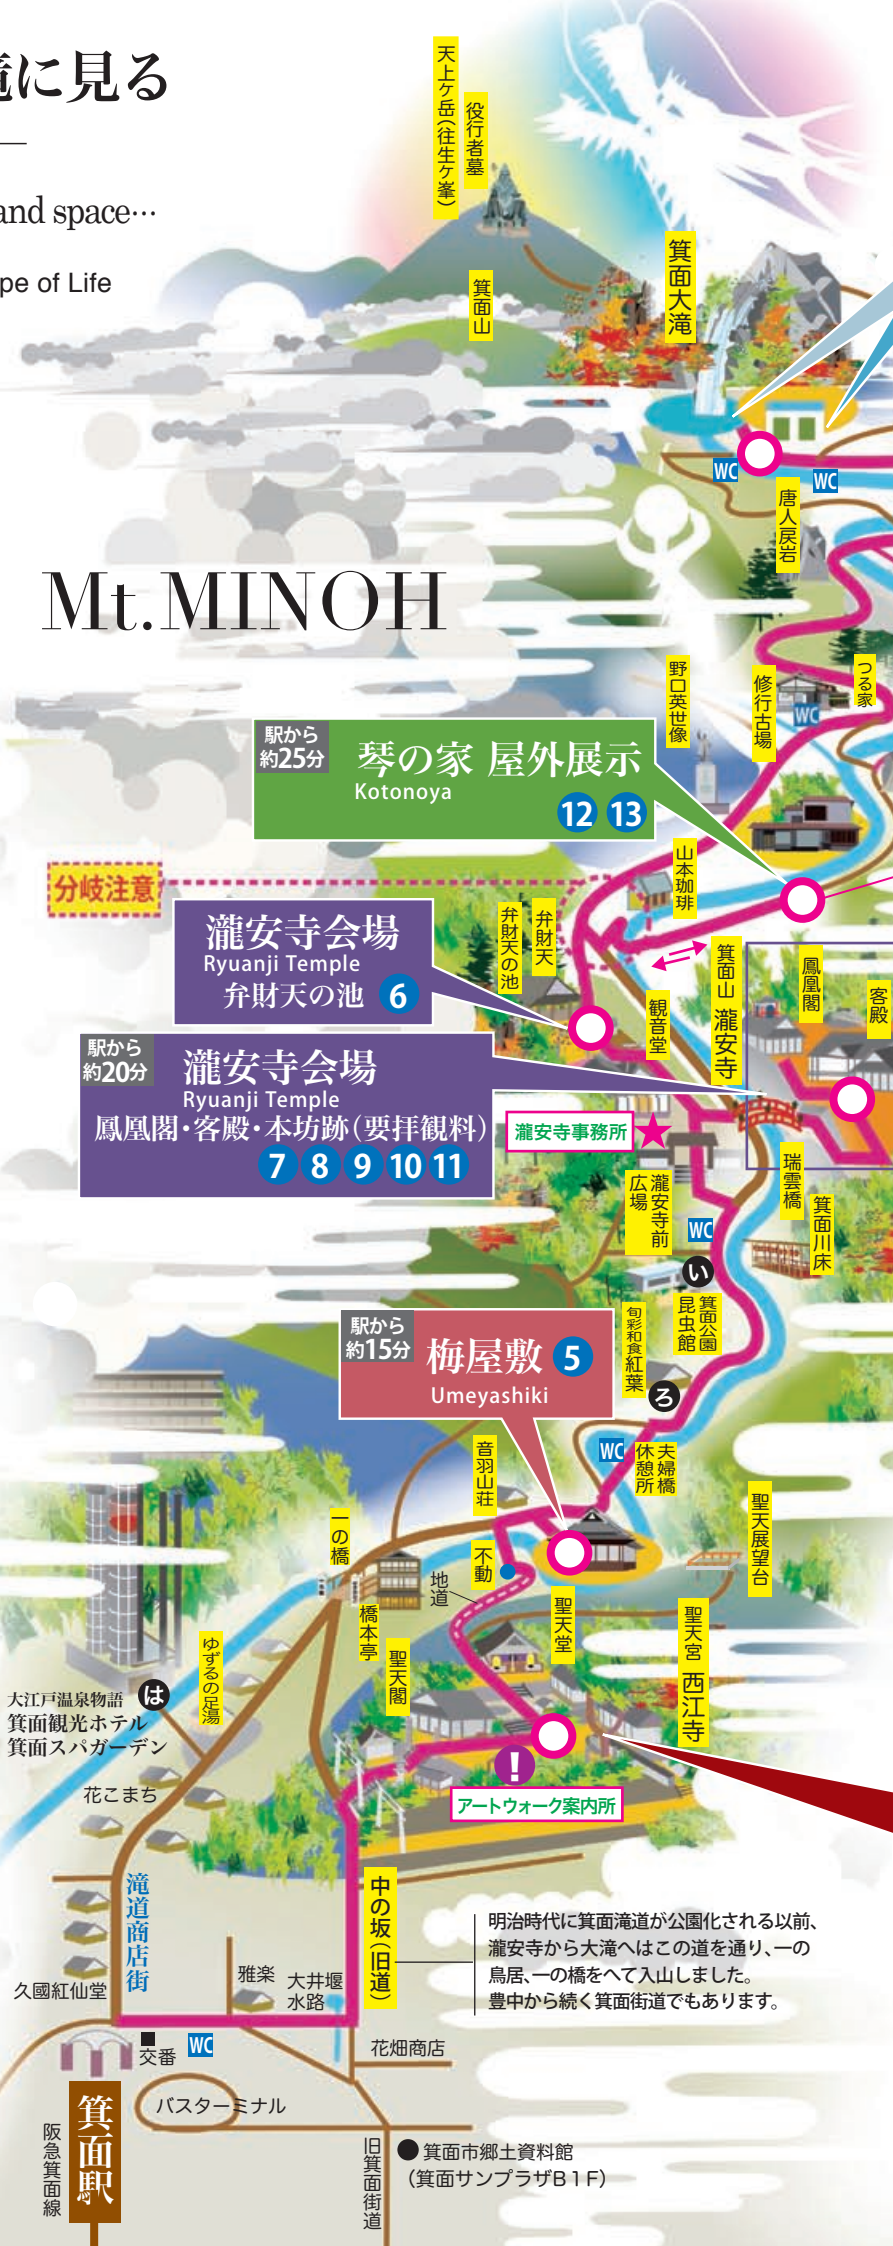 滝に見る
and space…
pe of Life
天上ケ岳(往生ケ峯)
役行者墓
箕面山
箕面大滝
WC
WC
唐人戻岩
Mt.MINOH
つる家
野口英世像
修行古場
WC
駅から
約25分
琴の家 屋外展示
Kotonoya
12 13
山本珈琲
分岐注意
瀧安寺会場
Ryuanji Temple
弁財天の池 6
弁財天の池
弁財天
箕面山 瀧安寺
鳳凰閣
客殿
観音堂
駅から
約20分
瀧安寺会場
Ryuanji Temple
鳳凰閣・客殿・本坊跡(要拝観料)
7 8 9 10 11
瀧安寺事務所
瑞雲橋
箕面川床
瀧安寺前
広場
WC
い
箕面公園
昆虫館
旬彩和食紅葉
ろ
駅から
約15分
梅屋敷 5
Umeyashiki
WC
夫婦橋
休憩所
音羽山荘
聖天展望台
一の橋
不動
地道
橋本亭
聖天堂
聖天宮 西江寺
聖天閣
ゆずるの足湯
大江戸温泉物語 は
箕面観光ホテル
箕面スパガーデン
!
アートウォーク案内所
花こまち
滝道商店街
中の坂(旧道)
明治時代に箕面滝道が公園化される以前、
瀧安寺から大滝へはこの道を通り、一の
鳥居、一の橋をへて入山しました。
豊中から続く箕面街道でもあります。
久國紅仙堂
雅楽
大井堰
水路
交番
WC
花畑商店
バスターミナル
箕面駅
阪急箕面線
旧箕面街道
箕面市郷土資料館
(箕面サンプラザB1F)